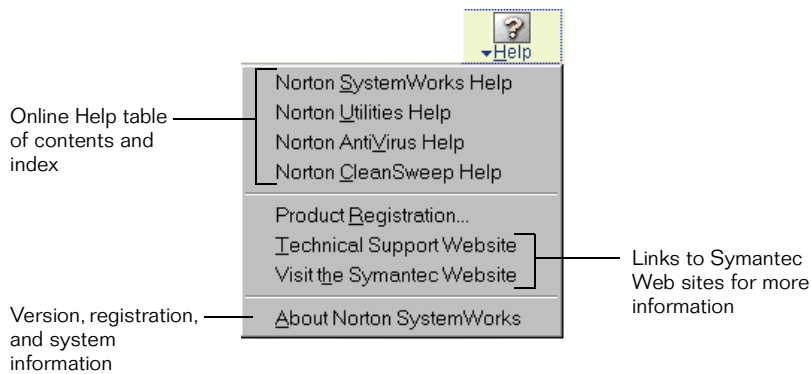 Help
Norton SystemWorks Help
Norton Utilities Help
Norton AntiVirus Help
Norton CleanSweep Help
Product Registration...
Technical Support Website
Visit the Symantec Website
About Norton SystemWorks
Online Help table
of contents and
index
Links to Symantec
Web sites for more
information
Version, registration,
and system
information